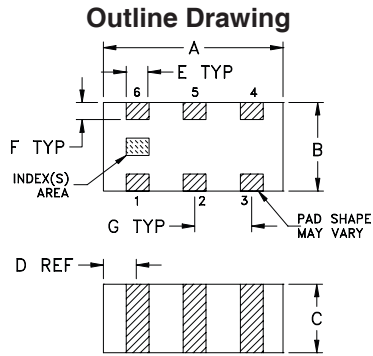 Outline Drawing
A
E TYP
6 5 4
F TYP
B
INDEX(S)
AREA
1 2 3
G TYP
PAD SHAPE
MAY VARY
D REF
C